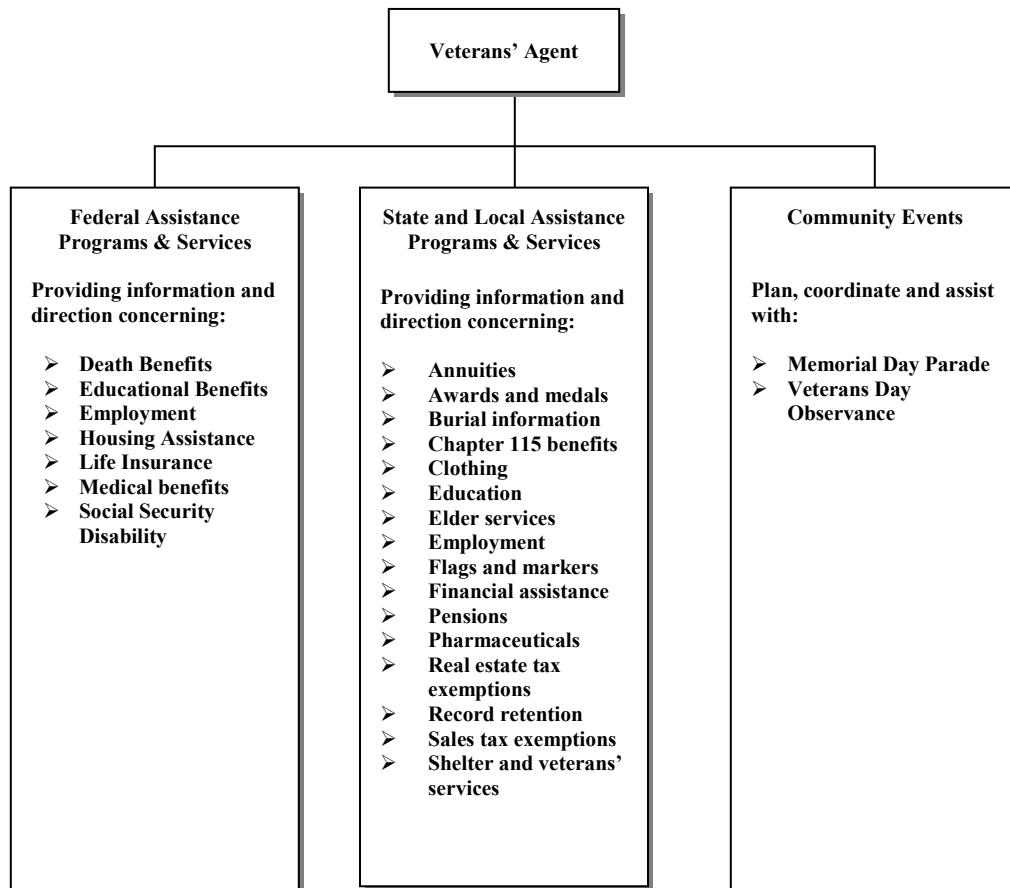 Veterans’ Agent
Federal Assistance
Programs & Services
Providing information and
direction concerning:
➢ Death Benefits
➢ Educational Benefits
➢ Employment
➢ Housing Assistance
➢ Life Insurance
➢ Medical benefits
➢ Social Security
Disability
State and Local Assistance
Programs & Services
Providing information and
direction concerning:
➢ Annuities
➢ Awards and medals
➢ Burial information
➢ Chapter 115 benefits
➢ Clothing
➢ Education
➢ Elder services
➢ Employment
➢ Flags and markers
➢ Financial assistance
➢ Pensions
➢ Pharmaceuticals
➢ Real estate tax
exemptions
➢ Record retention
➢ Sales tax exemptions
➢ Shelter and veterans’
services
Community Events
Plan, coordinate and assist
with:
➢ Memorial Day Parade
➢ Veterans Day
Observance